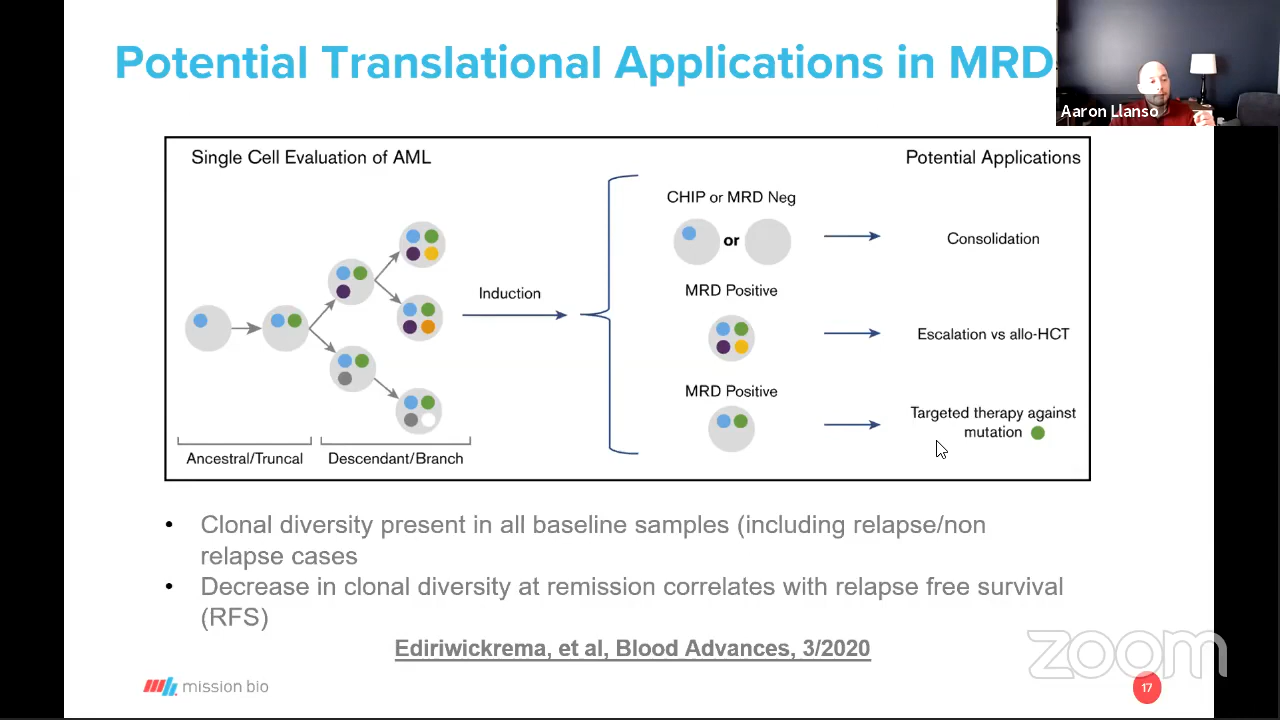 Potential Translational Applications in MRD
Aaron Llanso
Single Cell Evaluation of AML
Potential Applications
CHIP or MRD Neg
or
Consolidation
Induction
MRD Positive
Escalation vs allo-HCT
MRD Positive
Targeted therapy against
mutation
Ancestral/Truncal
Descendant/Branch
• Clonal diversity present in all baseline samples (including relapse/non
relapse cases
• Decrease in clonal diversity at remission correlates with relapse free survival
(RFS)
Ediriwickrema, et al, Blood Advances, 3/2020
zoom
mission bio
17